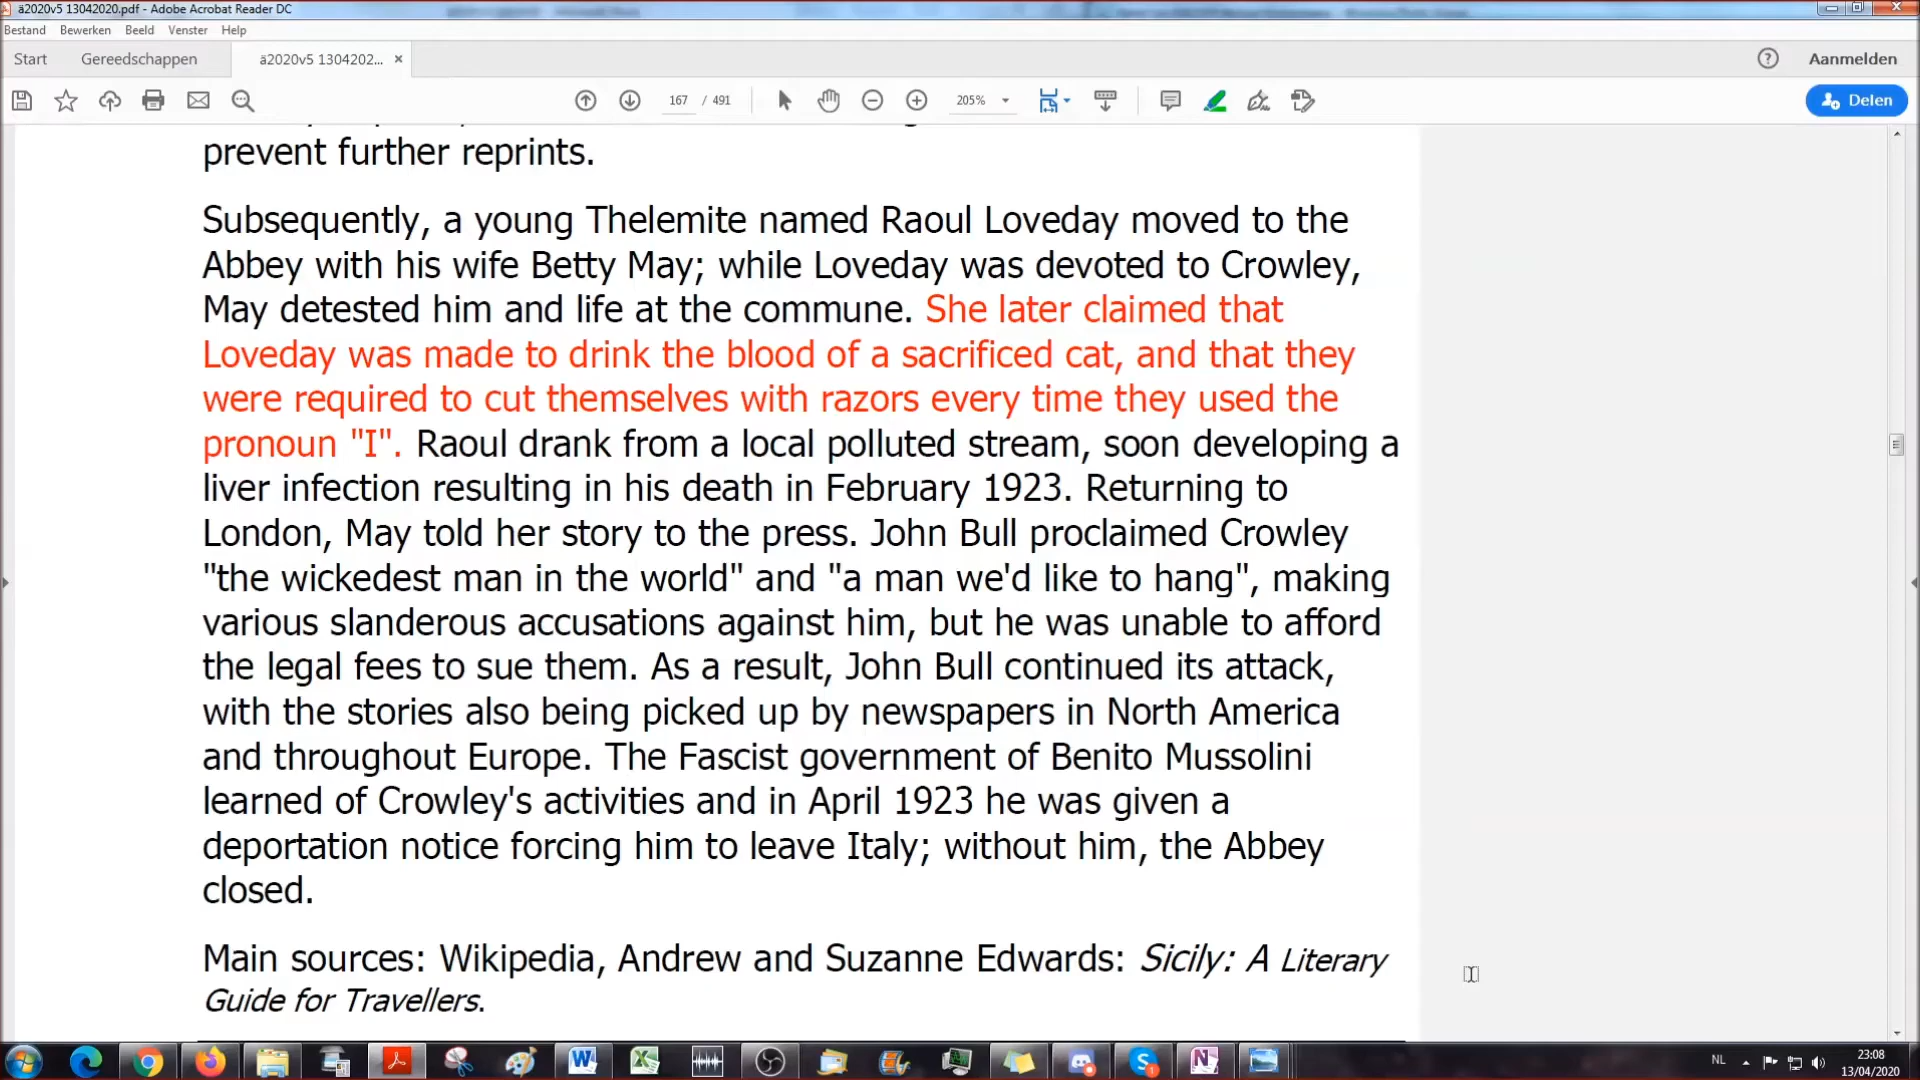 ä2020v5 13042020.pdf - Adobe Acrobat Reader DC
Bestand Bewerken Beeld Venster Help
Start Gereedschappen ä2020v5 1304202... × Aanmelden
167 / 491 205% Delen
prevent further reprints.
Subsequently, a young Thelemite named Raoul Loveday moved to the
Abbey with his wife Betty May; while Loveday was devoted to Crowley,
May detested him and life at the commune. She later claimed that
Loveday was made to drink the blood of a sacrificed cat, and that they
were required to cut themselves with razors every time they used the
pronoun "I". Raoul drank from a local polluted stream, soon developing a
liver infection resulting in his death in February 1923. Returning to
London, May told her story to the press. John Bull proclaimed Crowley
"the wickedest man in the world" and "a man we'd like to hang", making
various slanderous accusations against him, but he was unable to afford
the legal fees to sue them. As a result, John Bull continued its attack,
with the stories also being picked up by newspapers in North America
and throughout Europe. The Fascist government of Benito Mussolini
learned of Crowley's activities and in April 1923 he was given a
deportation notice forcing him to leave Italy; without him, the Abbey
closed.
Main sources: Wikipedia, Andrew and Suzanne Edwards: Sicily: A Literary
Guide for Travellers.
NL 23:08
13/04/2020